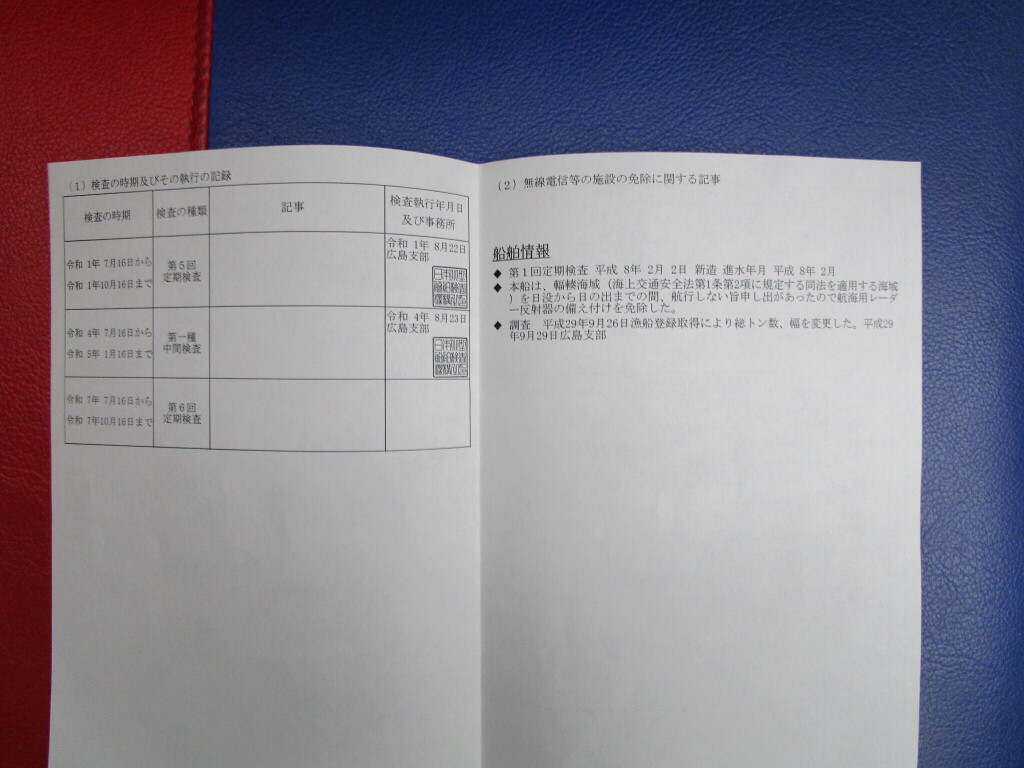 (1)検査の時期及びその執行の記録
検査の時期 検査の種類 記事 検査執行年月日
及び事務所
令和 1年 7月16日から
令和 1年10月16日まで
第5回
定期検査
令和 1年 8月22日
広島支部
令和 4年 7月16日から
令和 5年 1月16日まで
第一種
中間検査
令和 4年 8月23日
広島支部
令和 7年 7月16日から
令和 7年10月16日まで
第6回
定期検査
(2)無線電信等の施設の免除に関する記事
船舶情報
◆ 第1回定期検査 平成 8年 2月 2日 新造 進水年月 平成 8年 2月
◆ 本船は、輻輳海域(海上交通安全法第1条第2項に規定する同法を適用する海域
)を日没から日の出までの間、航行しない旨申し出があったので航海用レーダ
ー反射器の備え付けを免除した。
◆ 調査 平成29年9月26日漁船登録取得により総トン数、幅を変更した。平成29
年9月29日広島支部